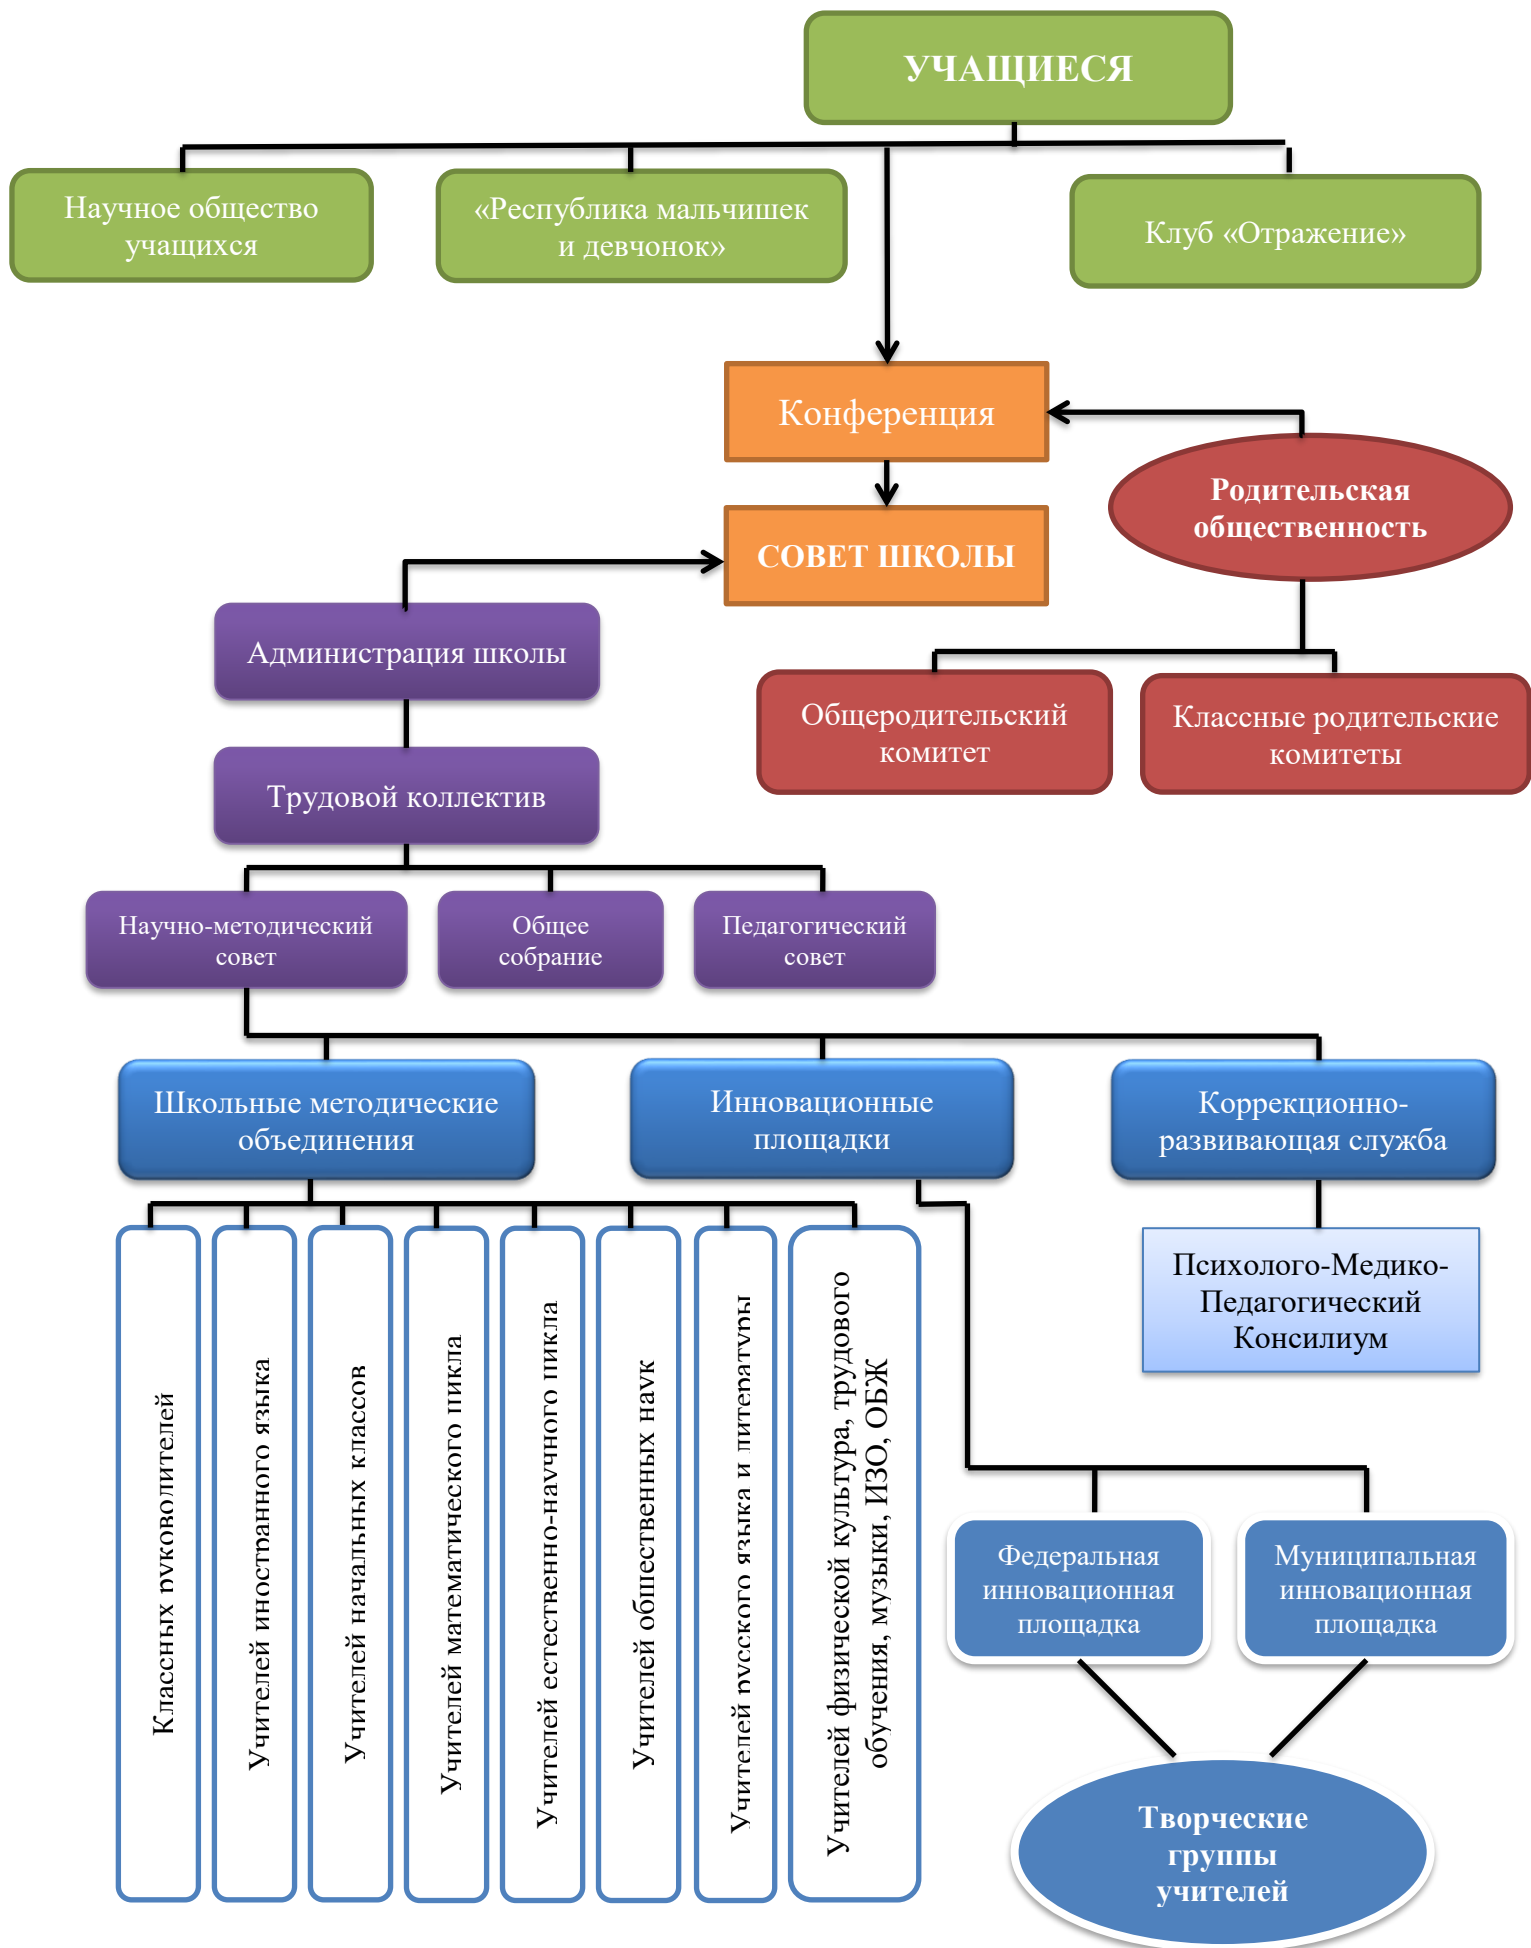 УЧАЩИЕСЯ
Научное общество
учащихся
«Республика мальчишек
и девчонок»
Клуб «Отражение»
Конференция
Родительская
общественность
СОВЕТ ШКОЛЫ
Администрация школы
Общеродительский
комитет
Классные родительские
комитеты
Трудовой коллектив
Научно-методический
совет
Общее
собрание
Педагогический
совет
Школьные методические
объединения
Инновационные
площадки
Коррекционно-
развивающая служба
Психолого-Медико-
Педагогический
Консилиум
Классных руководителей
Учителей иностранного языка
Учителей начальных классов
Учителей математического цикла
Учителей естественно-научного цикла
Учителей общественных наук
Учителей русского языка и литературы
Учителей физической культура, трудового
обучения, музыки, ИЗО, ОБЖ
Федеральная
инновационная
площадка
Муниципальная
инновационная
площадка
Творческие
группы
учителей